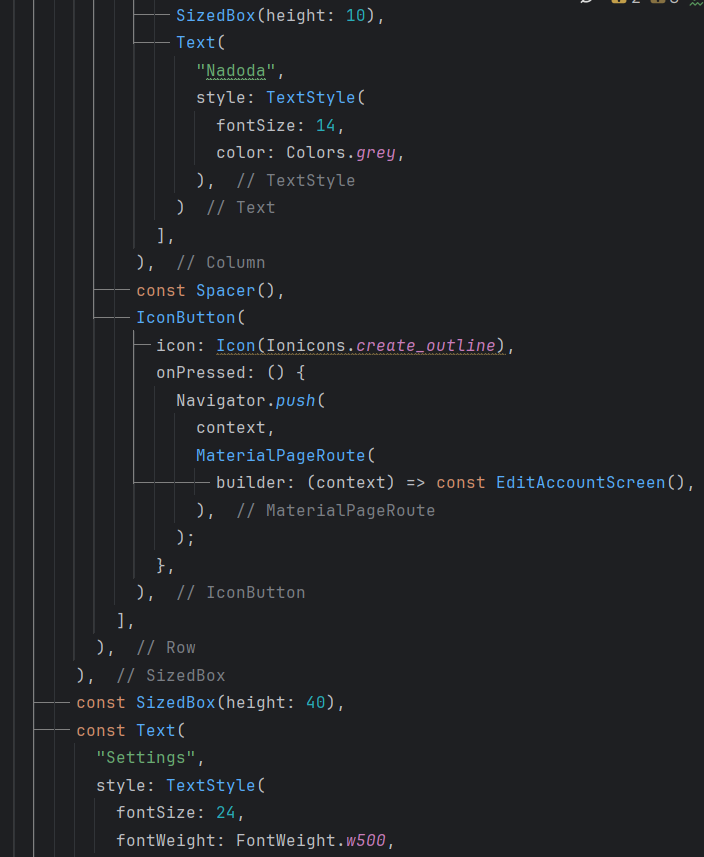 SizedBox(height: 10),
Text(
"Nadoda",
style: TextStyle(
fontSize: 14,
color: Colors.grey,
), // TextStyle
) // Text
],
), // Column
const Spacer(),
IconButton(
icon: Icon(Ionicons.create_outline),
onPressed: () {
Navigator.push(
context,
MaterialPageRoute(
builder: (context) => const EditAccountScreen(),
), // MaterialPageRoute
);
},
), // IconButton
],
), // Row
), // SizedBox
const SizedBox(height: 40),
const Text(
"Settings",
style: TextStyle(
fontSize: 24,
fontWeight: FontWeight.w500,